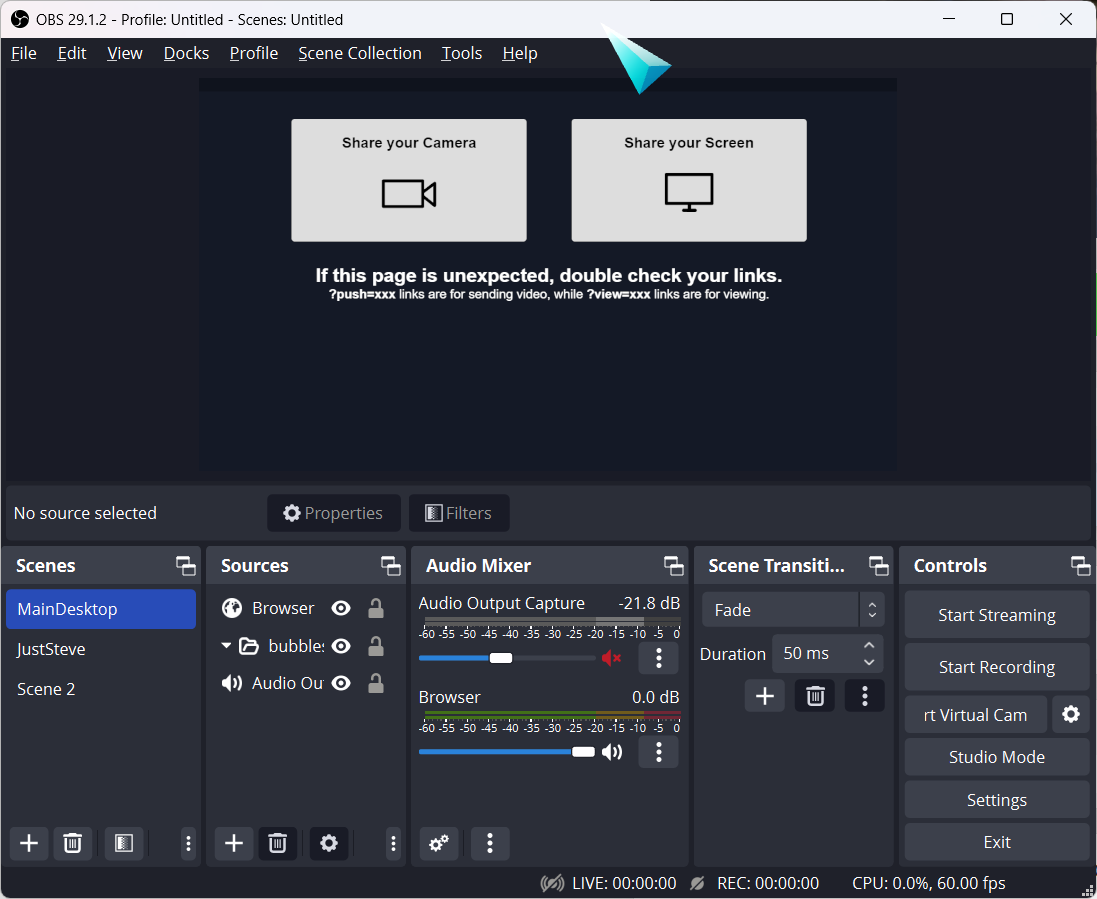 OBS 29.1.2 - Profile: Untitled - Scenes: Untitled
File Edit View Docks Profile Scene Collection Tools Help
Share your Camera
Share your Screen
If this page is unexpected, double check your links.
?push=xxx links are for sending video, while ?view=xxx links are for viewing.
No source selected
Properties
Filters
Scenes
MainDesktop
JustSteve
Scene 2
Sources
Browser
bubble
Audio Ou
Audio Mixer
Audio Output Capture -21.8 dB
-60 -55 -50 -45 -40 -35 -30 -25 -20 -15 -10 -5 0
Browser 0.0 dB
-60 -55 -50 -45 -40 -35 -30 -25 -20 -15 -10 -5 0
Scene Transiti...
Fade
Duration 50 ms
Controls
Start Streaming
Start Recording
rt Virtual Cam
Studio Mode
Settings
Exit
LIVE: 00:00:00 REC: 00:00:00 CPU: 0.0%, 60.00 fps